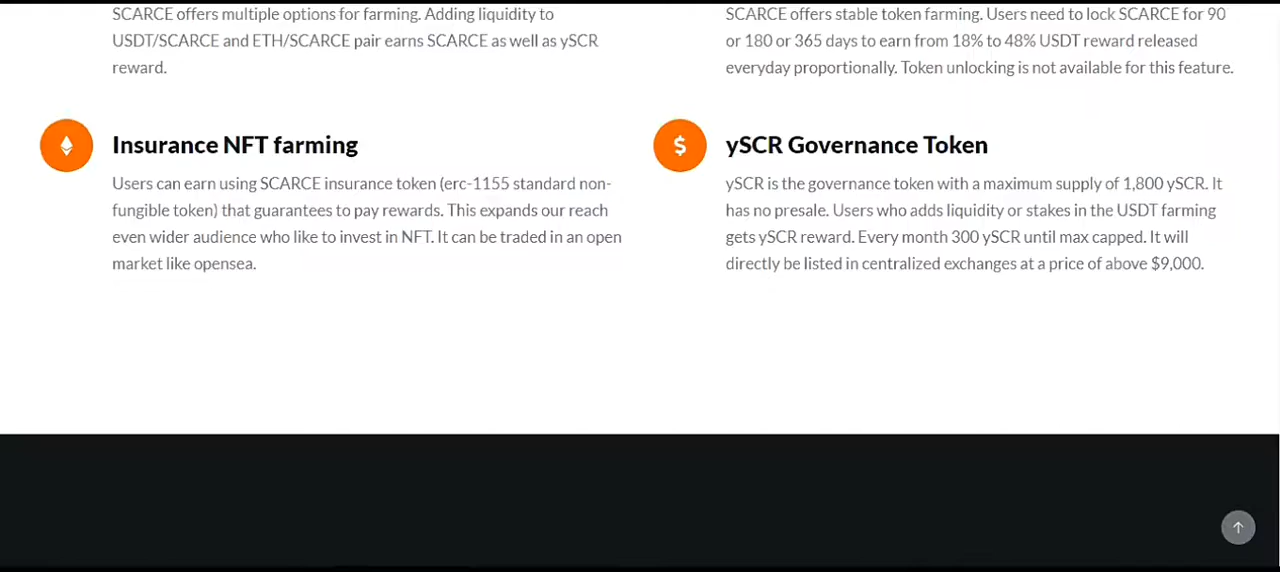 SCARCE offers multiple options for farming. Adding liquidity to
USDT/SCARCE and ETH/SCARCE pair earns SCARCE as well as ySCR
reward.
SCARCE offers stable token farming. Users need to lock SCARCE for 90
or 180 or 365 days to earn from 18% to 48% USDT reward released
everyday proportionally. Token unlocking is not available for this feature.
Insurance NFT farming
Users can earn using SCARCE insurance token (erc-1155 standard non-
fungible token) that guarantees to pay rewards. This expands our reach
even wider audience who like to invest in NFT. It can be traded in an open
market like opensea.
ySCR Governance Token
ySCR is the governance token with a maximum supply of 1,800 ySCR. It
has no presale. Users who adds liquidity or stakes in the USDT farming
gets ySCR reward. Every month 300 ySCR until max capped. It will
directly be listed in centralized exchanges at a price of above $9,000.